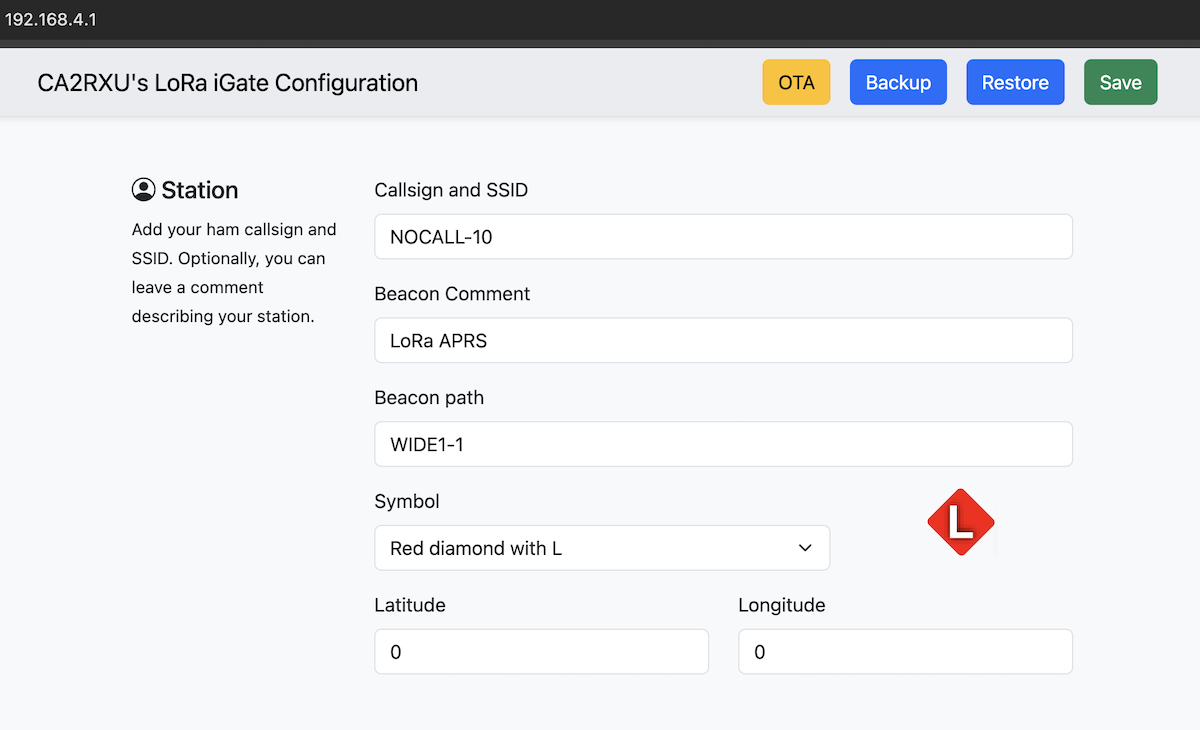 192.168.4.1
CA2RXU's LoRa iGate Configuration
OTA
Backup
Restore
Save
Station
Add your ham callsign and
SSID. Optionally, you can
leave a comment
describing your station.
Callsign and SSID
NOCALL-10
Beacon Comment
LoRa APRS
Beacon path
WIDE1-1
Symbol
Red diamond with L
L
Latitude
0
Longitude
0